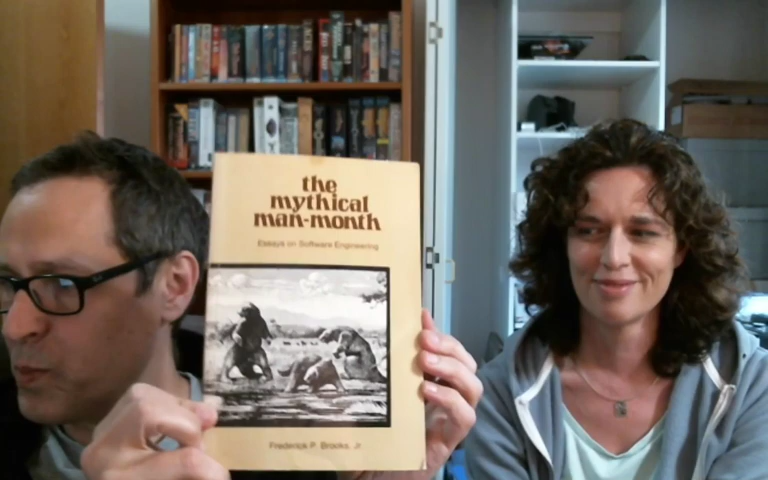 the
mythical
man-month
Essays on Software Engineering
Frederick P. Brooks, Jr.